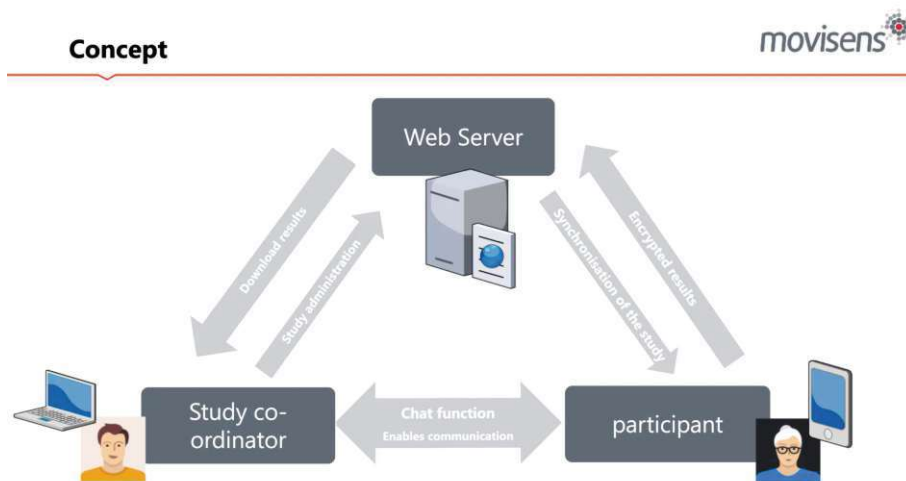 Concept
movisens
Web Server
Download results
Study administration
Synchronisation of the study
Encrypted results
Study co-
ordinator
Chat function
Enables communication
participant